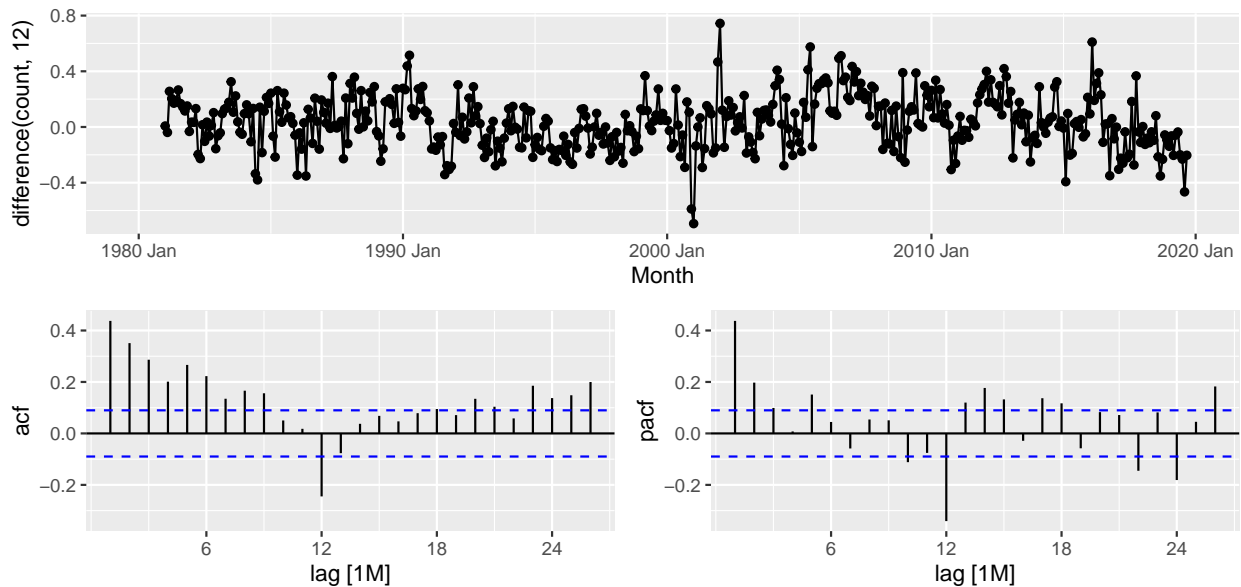 difference(count, 12)
0.8
0.4
0.0
−0.4
1980 Jan 1990 Jan 2000 Jan 2010 Jan 2020 Jan
Month
acf
0.4
0.2
0.0
−0.2
6 12 18 24
lag [1M]
pacf
0.4
0.2
0.0
−0.2
6 12 18 24
lag [1M]